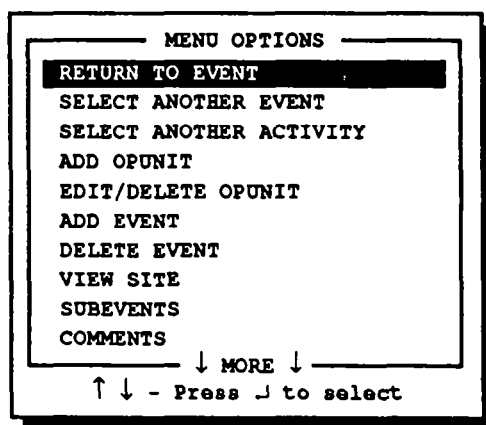 MENU OPTIONS
RETURN TO EVENT
SELECT ANOTHER EVENT
SELECT ANOTHER ACTIVITY
ADD OPUNIT
EDIT/DELETE OPUNIT
ADD EVENT
DELETE EVENT
VIEW SITE
SUBEVENTS
COMMENTS
↓ MORE ↓
↑ ↓ - Press ↵ to select